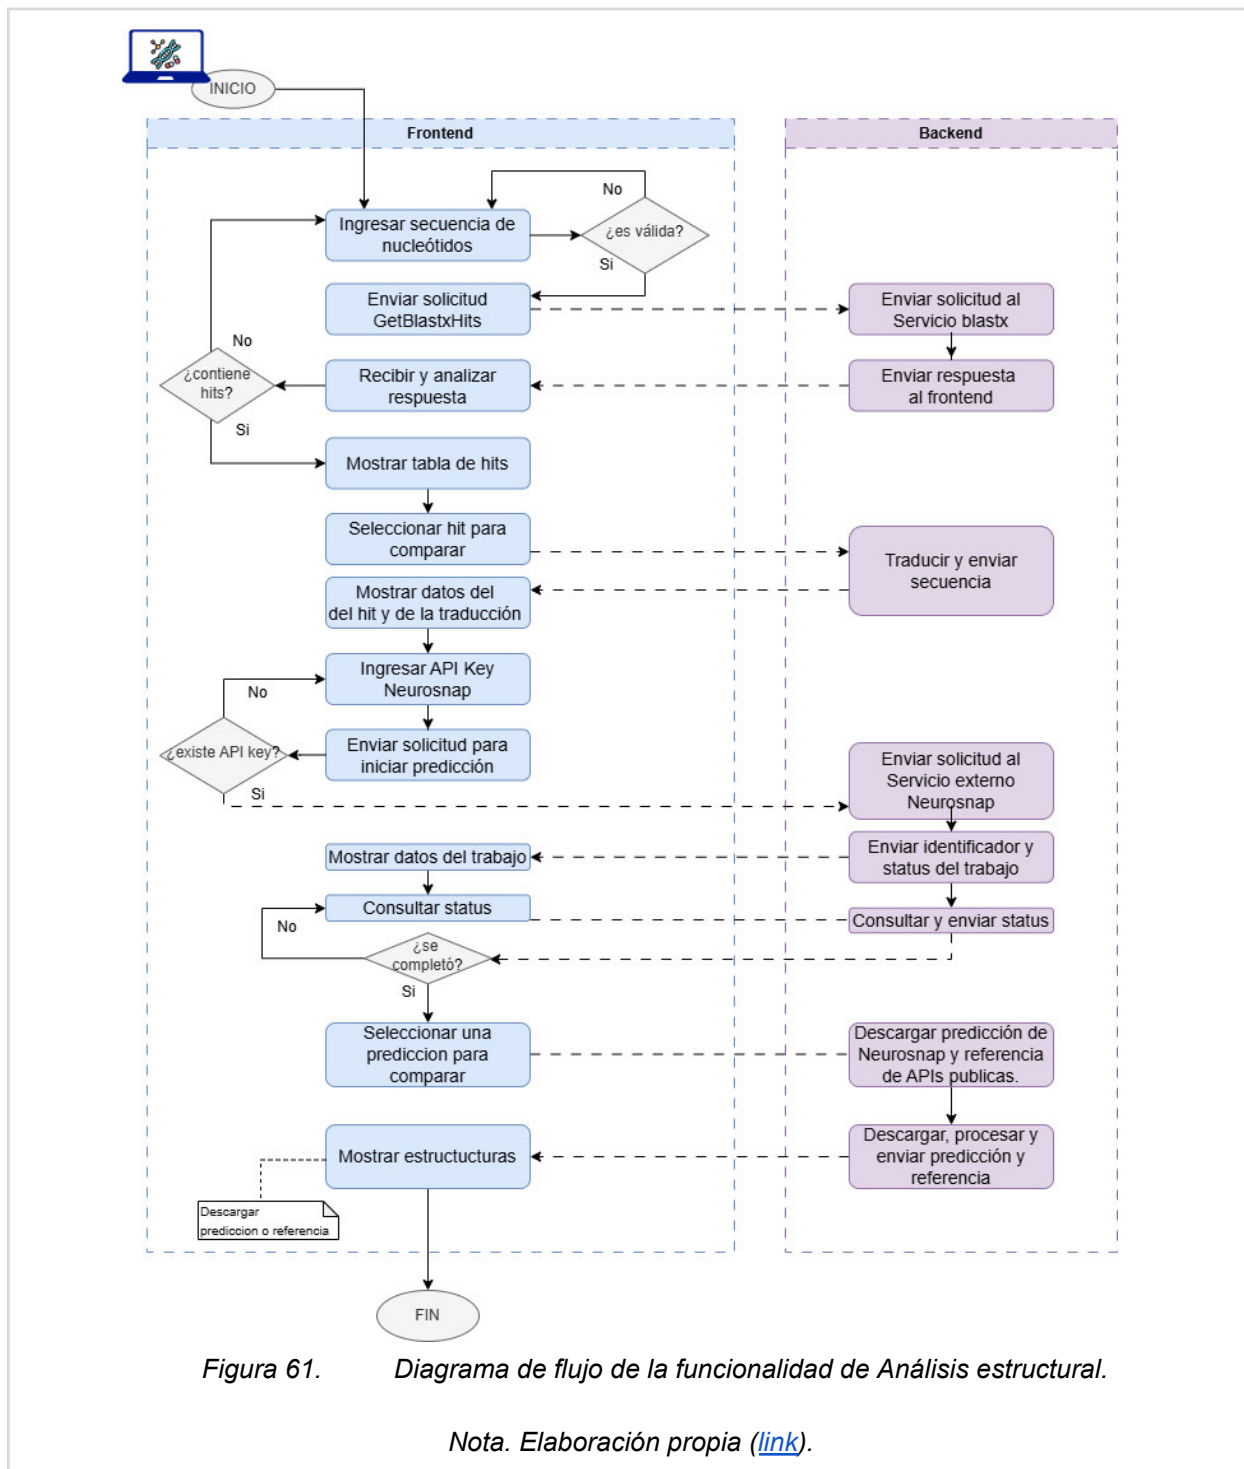 INICIO
Frontend
Backend
No
Ingresar secuencia de
nucleótidos
¿es válida?
Si
Enviar solicitud
GetBlastxHits
Enviar solicitud al
Servicio blastx
No
¿contiene
hits?
Recibir y analizar
respuesta
Enviar respuesta
al frontend
Si
Mostrar tabla de hits
Seleccionar hit para
comparar
Traducir y enviar
secuencia
Mostrar datos del
del hit y de la traducción
Ingresar API Key
Neurosnap
No
¿existe API key?
Enviar solicitud para
iniciar predicción
Enviar solicitud al
Servicio externo
Neurosnap
Si
Mostrar datos del trabajo
Enviar identificador y
status del trabajo
Consultar status
Consultar y enviar status
No
¿se
completó?
Si
Seleccionar una
prediccion para
comparar
Descargar predicción de
Neurosnap y referencia
de APIs publicas.
Mostrar estructucturas
Descargar, procesar y
enviar predicción y
referencia
Descargar
prediccion o referencia
FIN
Figura 61. Diagrama de flujo de la funcionalidad de Análisis estructural.
Nota. Elaboración propia (link).